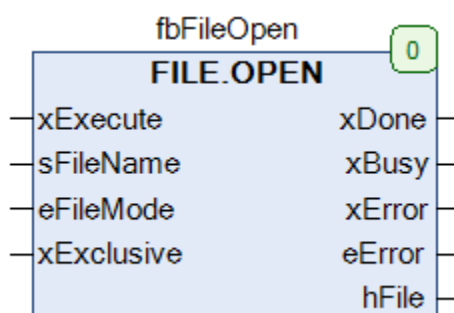 fbFileOpen
0
FILE.OPEN
xExecute xDone
sFileName xBusy
eFileMode xError
xExclusive eError
hFile